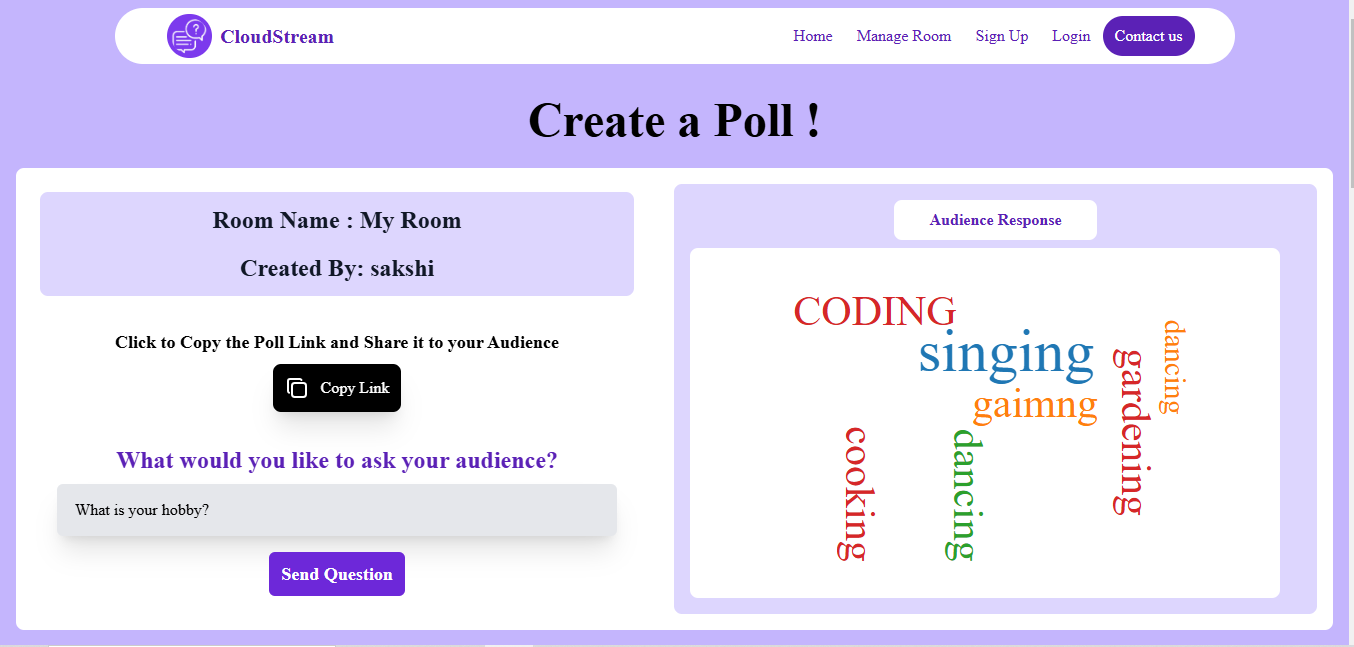 CloudStream
Home Manage Room Sign Up Login Contact us
Create a Poll !
Room Name : My Room
Created By: sakshi
Click to Copy the Poll Link and Share it to your Audience
Copy Link
What would you like to ask your audience?
What is your hobby?
Send Question
Audience Response
CODING
singing
gaimng
dancing
gardening
cooking
dancing